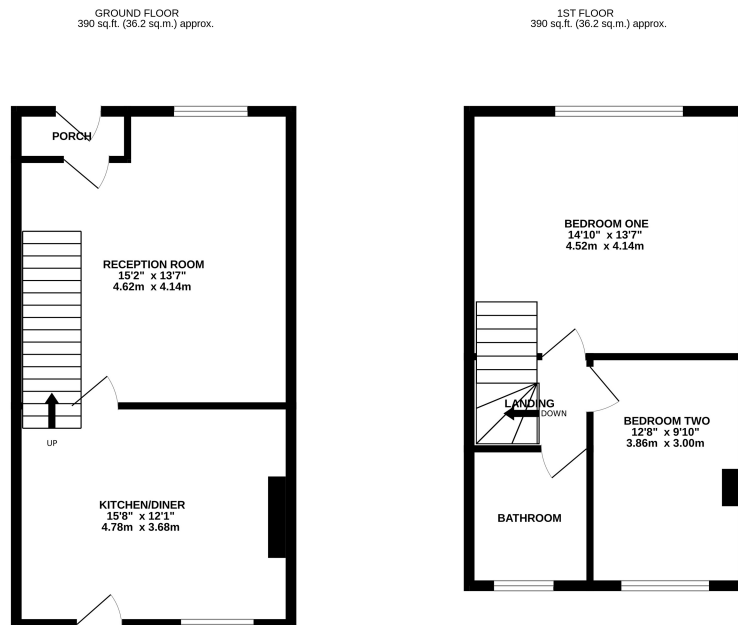 GROUND FLOOR
390 sq.ft. (36.2 sq.m.) approx.
1ST FLOOR
390 sq.ft. (36.2 sq.m.) approx.
PORCH
RECEPTION ROOM
15'2" x 13'7"
4.62m x 4.14m
UP
KITCHEN/DINER
15'8" x 12'1"
4.78m x 3.68m
BEDROOM ONE
14'10" x 13'7"
4.52m x 4.14m
LANDING
DOWN
BEDROOM TWO
12'8" x 9'10"
3.86m x 3.00m
BATHROOM